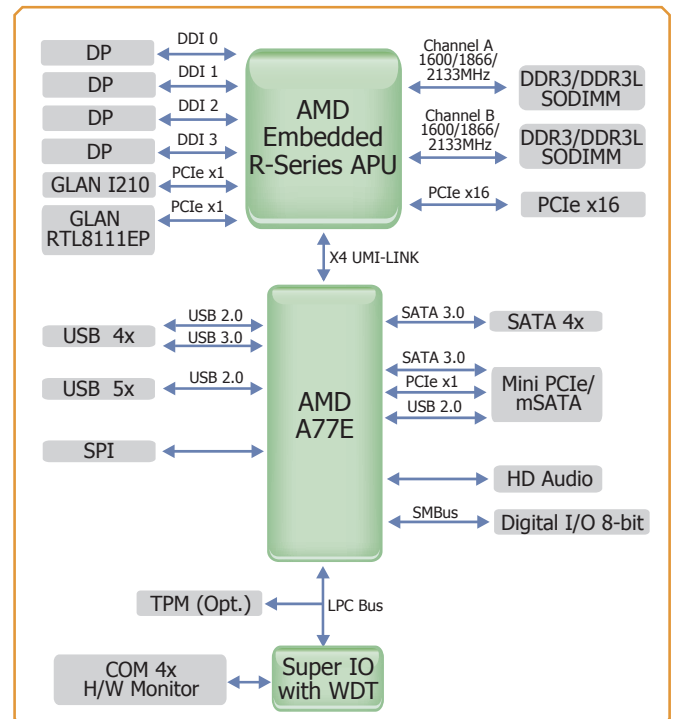 DP
DDI 0
DP
DDI 1
DP
DDI 2
DP
DDI 3
GLAN I210
PCIe x1
GLAN
RTL8111EP
PCIe x1
AMD
Embedded
R-Series APU
Channel A
1600/1866/
2133MHz
DDR3/DDR3L
SODIMM
Channel B
1600/1866/
2133MHz
DDR3/DDR3L
SODIMM
PCIe x16
PCIe x16
X4 UMI-LINK
USB 4x
USB 2.0
USB 3.0
USB 5x
USB 2.0
SPI
AMD
A77E
SATA 3.0
SATA 4x
SATA 3.0
PCIe x1
USB 2.0
Mini PCIe/
mSATA
HD Audio
SMBus
Digital I/O 8-bit
TPM (Opt.)
LPC Bus
COM 4x
H/W Monitor
Super IO
with WDT